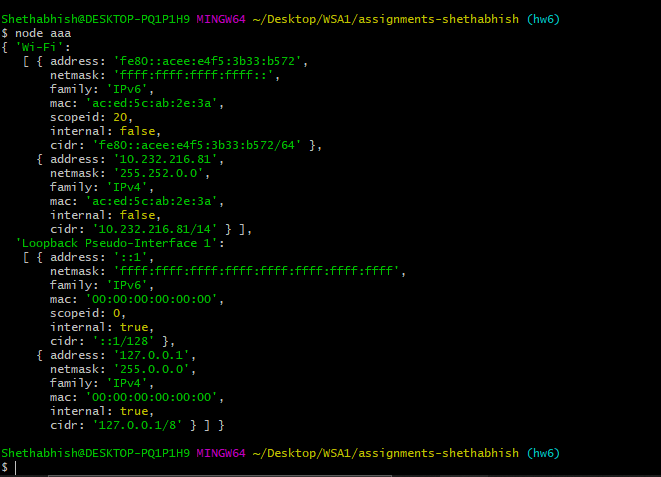 Shethabhish@DESKTOP-PQ1P1H9 MINGW64 ~/Desktop/WSA1/assignments-shethabhish (hw6)
$ node aaa
{ 'Wi-Fi':
   [ { address: 'fe80::acee:e4f5:3b33:b572',
       netmask: 'ffff:ffff:ffff:ffff::',
       family: 'IPv6',
       mac: 'ac:ed:5c:ab:2e:3a',
       scopeid: 20,
       internal: false,
       cidr: 'fe80::acee:e4f5:3b33:b572/64' },
     { address: '10.232.216.81',
       netmask: '255.252.0.0',
       family: 'IPv4',
       mac: 'ac:ed:5c:ab:2e:3a',
       internal: false,
       cidr: '10.232.216.81/14' } ],
  'Loopback Pseudo-Interface 1':
   [ { address: '::1',
       netmask: 'ffff:ffff:ffff:ffff:ffff:ffff:ffff:ffff',
       family: 'IPv6',
       mac: '00:00:00:00:00:00',
       scopeid: 0,
       internal: true,
       cidr: '::1/128' },
     { address: '127.0.0.1',
       netmask: '255.0.0.0',
       family: 'IPv4',
       mac: '00:00:00:00:00:00',
       internal: true,
       cidr: '127.0.0.1/8' } ] }
Shethabhish@DESKTOP-PQ1P1H9 MINGW64 ~/Desktop/WSA1/assignments-shethabhish (hw6)
$